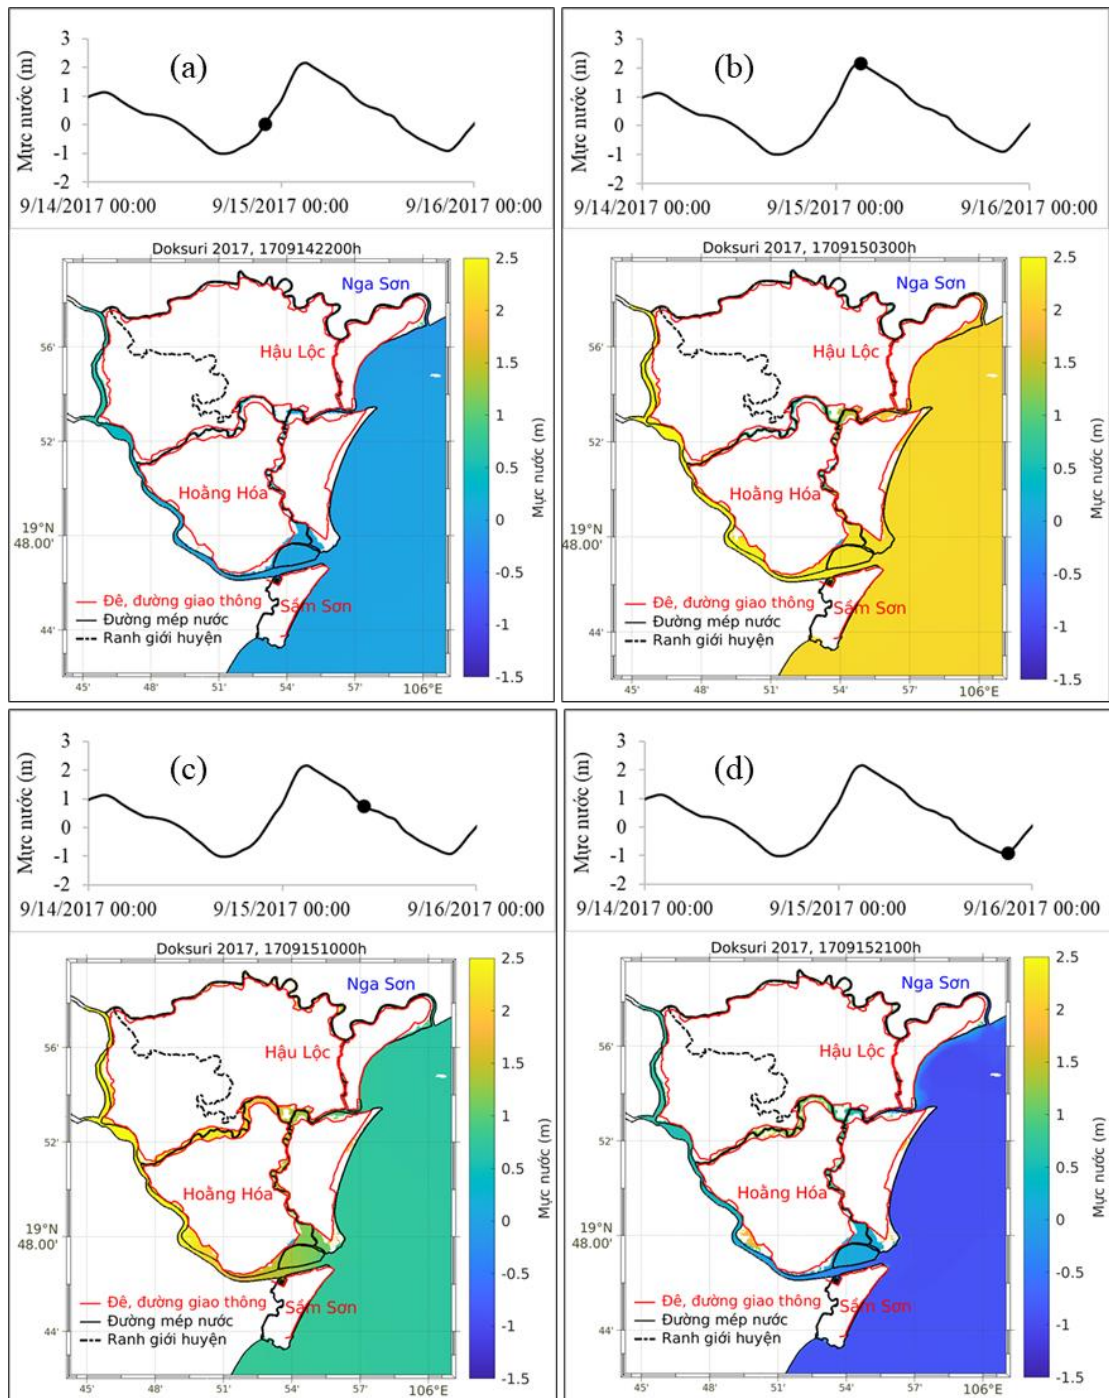 Mực nước (m)
3
2
1
0
-1
-2
(a)
9/14/2017 00:00
9/15/2017 00:00
9/16/2017 00:00
Doksuri 2017, 1709142200h
Nga Sơn
Hậu Lộc
Hoằng Hóa
Sầm Sơn
Đê, đường giao thông
Đường mép nước
Ranh giới huyện
56'
52'
19°N
48.00'
44'
45'
48'
51'
54'
57'
106°E
2.5
2
1.5
1
0.5
0
-0.5
-1
-1.5
Mực nước (m)
Mực nước (m)
3
2
1
0
-1
-2
(b)
9/14/2017 00:00
9/15/2017 00:00
9/16/2017 00:00
Doksuri 2017, 1709150300h
Nga Sơn
Hậu Lộc
Hoằng Hóa
Sầm Sơn
Đê, đường giao thông
Đường mép nước
Ranh giới huyện
56'
52'
19°N
48.00'
44'
45'
48'
51'
54'
57'
106°E
2.5
2
1.5
1
0.5
0
-0.5
-1
-1.5
Mực nước (m)
Mực nước (m)
3
2
1
0
-1
-2
(c)
9/14/2017 00:00
9/15/2017 00:00
9/16/2017 00:00
Doksuri 2017, 1709151000h
Nga Sơn
Hậu Lộc
Hoằng Hóa
Sầm Sơn
Đê, đường giao thông
Đường mép nước
Ranh giới huyện
56'
52'
19°N
48.00'
44'
45'
48'
51'
54'
57'
106°E
2.5
2
1.5
1
0.5
0
-0.5
-1
-1.5
Mực nước (m)
Mực nước (m)
3
2
1
0
-1
-2
(d)
9/14/2017 00:00
9/15/2017 00:00
9/16/2017 00:00
Doksuri 2017, 1709152100h
Nga Sơn
Hậu Lộc
Hoằng Hóa
Sầm Sơn
Đê, đường giao thông
Đường mép nước
Ranh giới huyện
56'
52'
19°N
48.00'
44'
45'
48'
51'
54'
57'
106°E
2.5
2
1.5
1
0.5
0
-0.5
-1
-1.5
Mực nước (m)